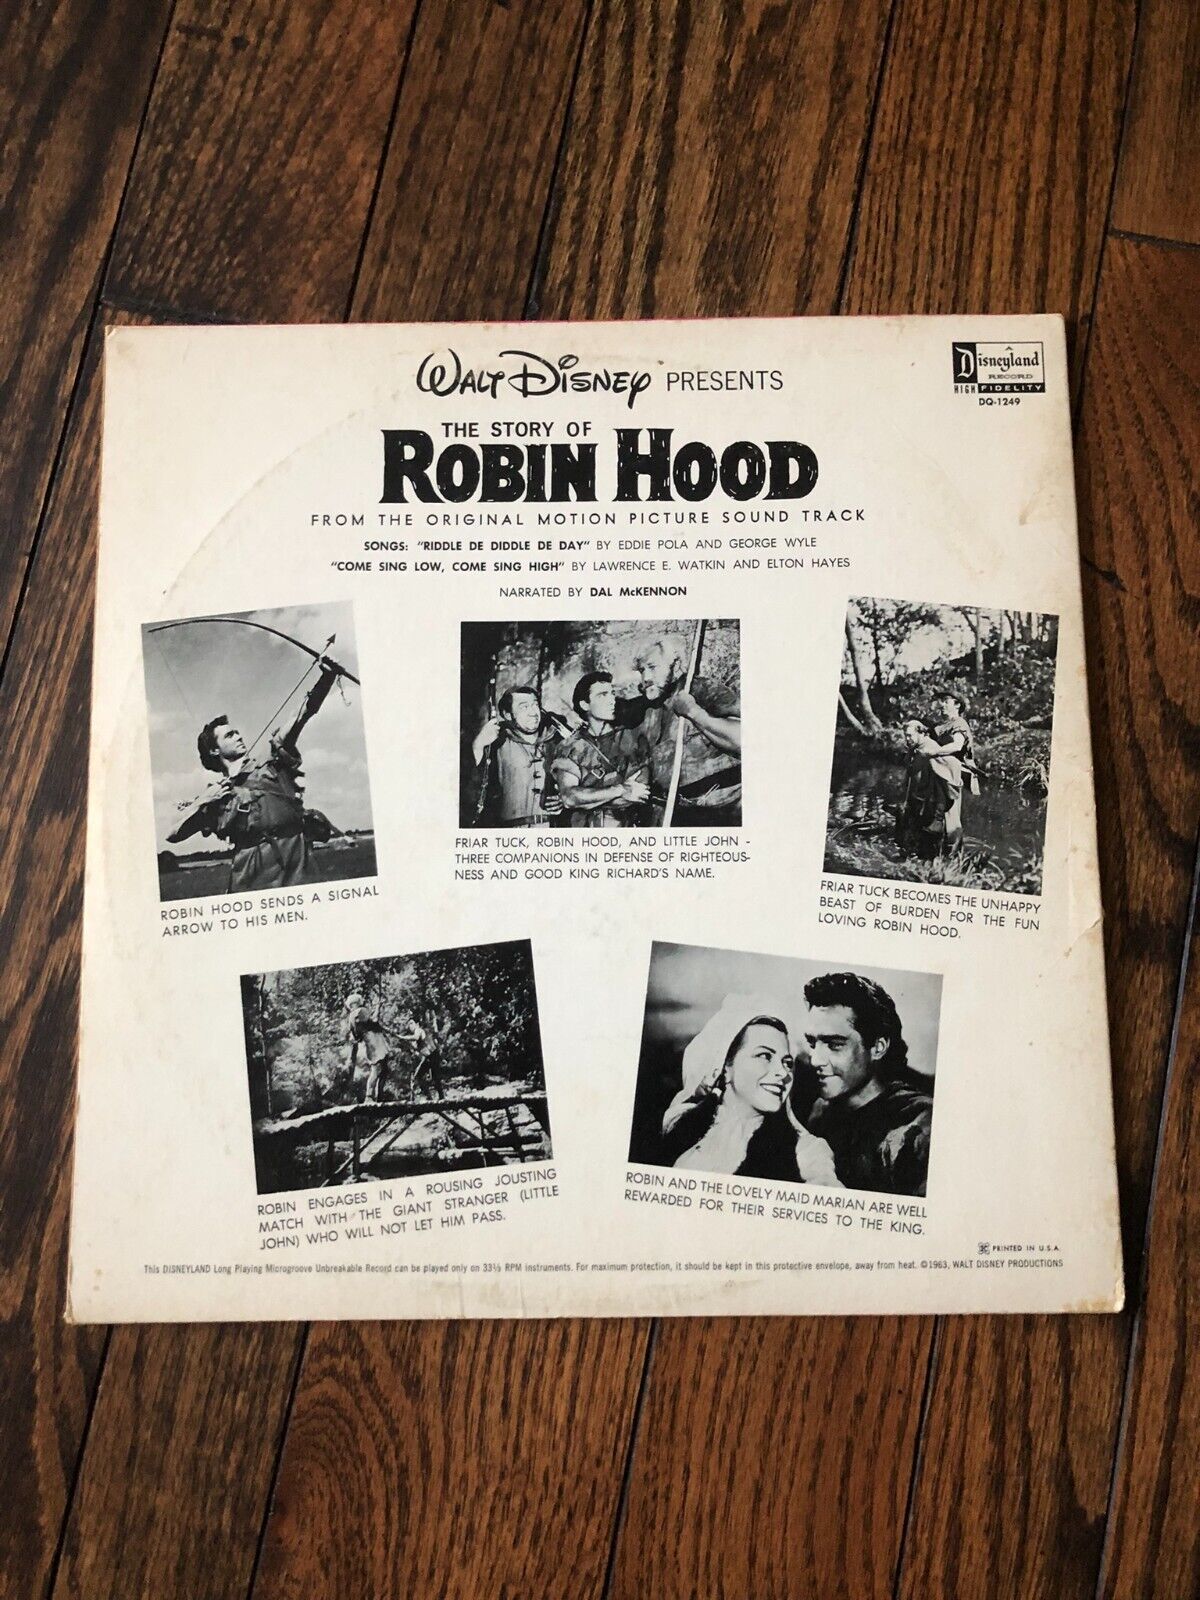 WALT DISNEY PRESENTS
Disneyland
RECORD
HIGH FIDELITY
DQ-1249
THE STORY OF
ROBIN HOOD
FROM THE ORIGINAL MOTION PICTURE SOUND TRACK
SONGS: "RIDDLE DE DIDDLE DE DAY" BY EDDIE POLA AND GEORGE WYLE
"COME SING LOW, COME SING HIGH" BY LAWRENCE E. WATKIN AND ELTON HAYES
NARRATED BY DAL McKENNON
ROBIN HOOD SENDS A SIGNAL
ARROW TO HIS MEN.
FRIAR TUCK, ROBIN HOOD, AND LITTLE JOHN -
THREE COMPANIONS IN DEFENSE OF RIGHTEOUS-
NESS AND GOOD KING RICHARD'S NAME.
FRIAR TUCK BECOMES THE UNHAPPY
BEAST OF BURDEN FOR THE FUN
LOVING ROBIN HOOD.
ROBIN ENGAGES IN A ROUSING JOUSTING
MATCH WITH THE GIANT STRANGER (LITTLE
JOHN) WHO WILL NOT LET HIM PASS.
ROBIN AND THE LOVELY MAID MARIAN ARE WELL
REWARDED FOR THEIR SERVICES TO THE KING.
PRINTED IN U.S.A.
This DISNEYLAND Long Playing Microgroove Unbreakable Record can be played only on 33⅓ RPM instruments. For maximum protection, it should be kept in this protective envelope, away from heat. ©1963, WALT DISNEY PRODUCTIONS